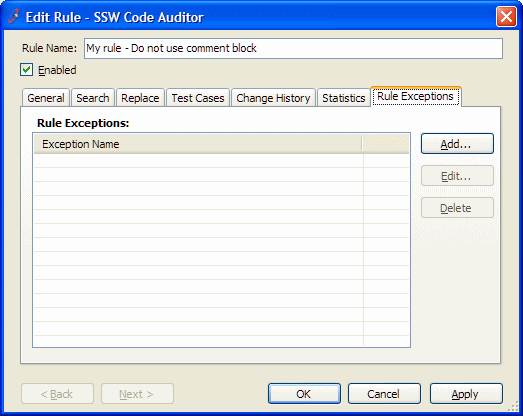 Edit Rule - SSW Code Auditor
Rule Name: My rule - Do not use comment block
Enabled
General Search Replace Test Cases Change History Statistics Rule Exceptions
Rule Exceptions:
Exception Name
Add...
Edit...
Delete
< Back Next > OK Cancel Apply